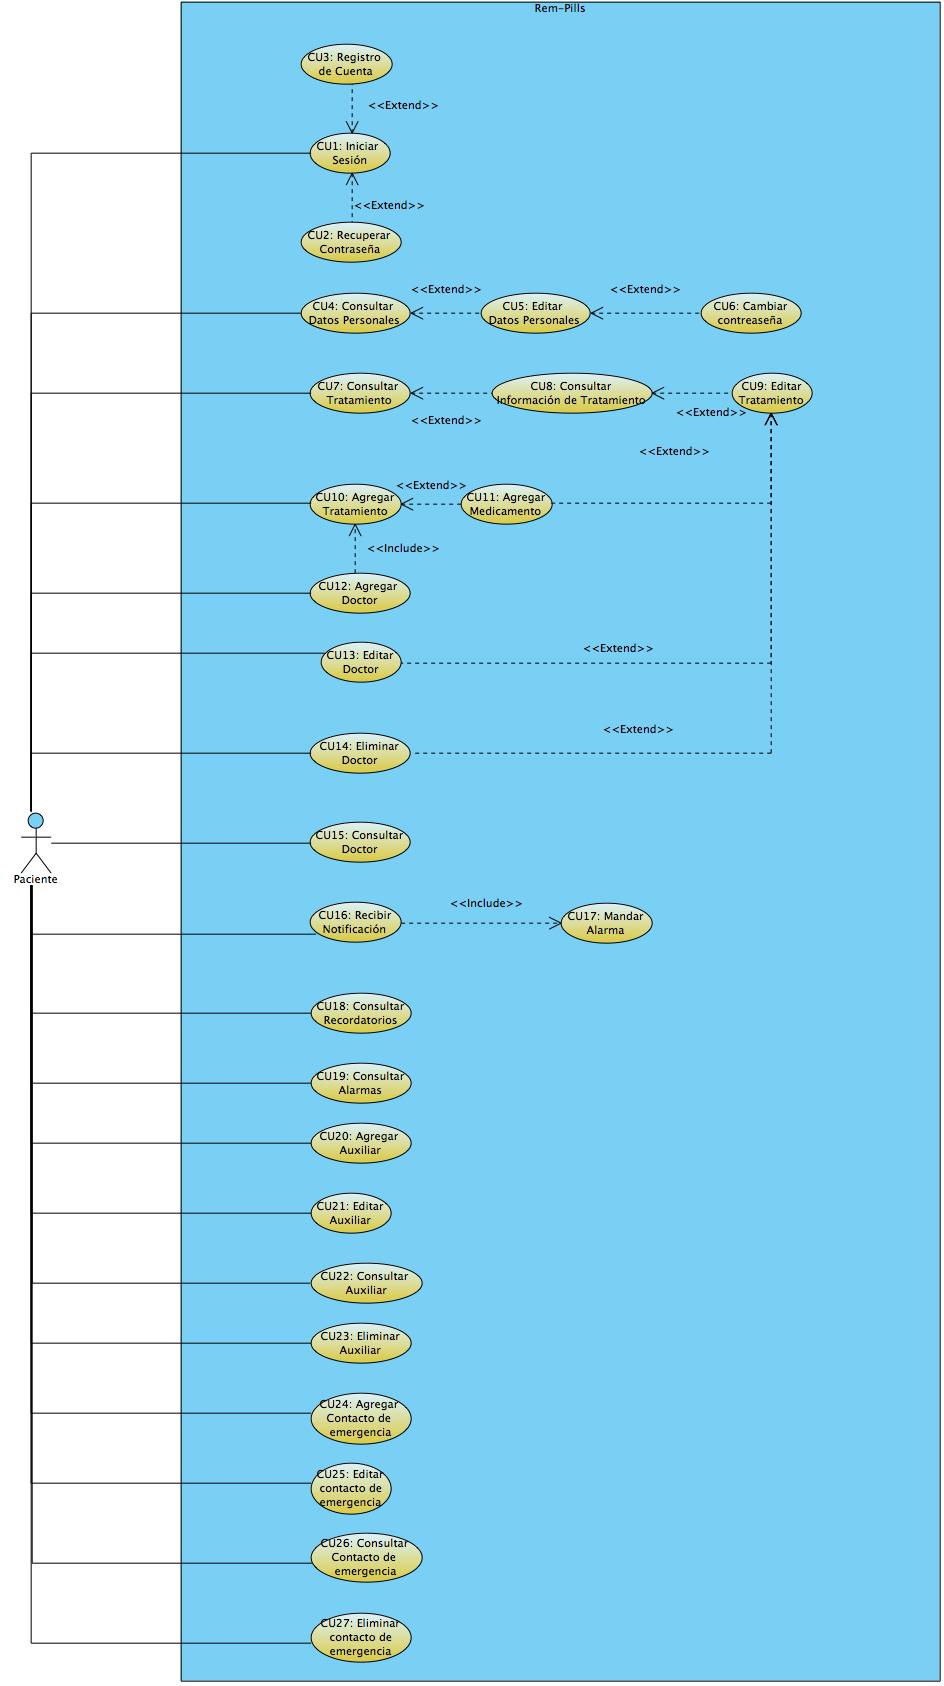 Rem-Pills
CU3: Registro
de Cuenta
<<Extend>>
CU1: Iniciar
Sesión
<<Extend>>
CU2: Recuperar
Contraseña
<<Extend>>
<<Extend>>
CU4: Consultar
Datos Personales
CU5: Editar
Datos Personales
CU6: Cambiar
contreaseña
CU7: Consultar
Tratamiento
CU8: Consultar
Información de Tratamiento
CU9: Editar
Tratamiento
<<Extend>>
<<Extend>>
<<Extend>>
<<Extend>>
CU10: Agregar
Tratamiento
CU11: Agregar
Medicamento
<<Include>>
CU12: Agregar
Doctor
<<Extend>>
CU13: Editar
Doctor
<<Extend>>
CU14: Eliminar
Doctor
CU15: Consultar
Doctor
Paciente
<<Include>>
CU16: Recibir
Notificación
CU17: Mandar
Alarma
CU18: Consultar
Recordatorios
CU19: Consultar
Alarmas
CU20: Agregar
Auxiliar
CU21: Editar
Auxiliar
CU22: Consultar
Auxiliar
CU23: Eliminar
Auxiliar
CU24: Agregar
Contacto de
emergencia
CU25: Editar
contacto de
emergencia
CU26: Consultar
Contacto de
emergencia
CU27: Eliminar
contacto de
emergencia